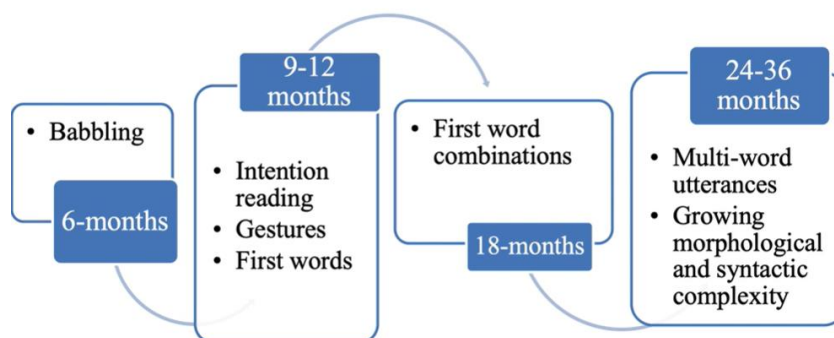 • Babbling
6-months
9-12
months
• Intention
reading
• Gestures
• First words
• First word
combinations
18-months
24-36
months
• Multi-word
utterances
• Growing
morphological
and syntactic
complexity